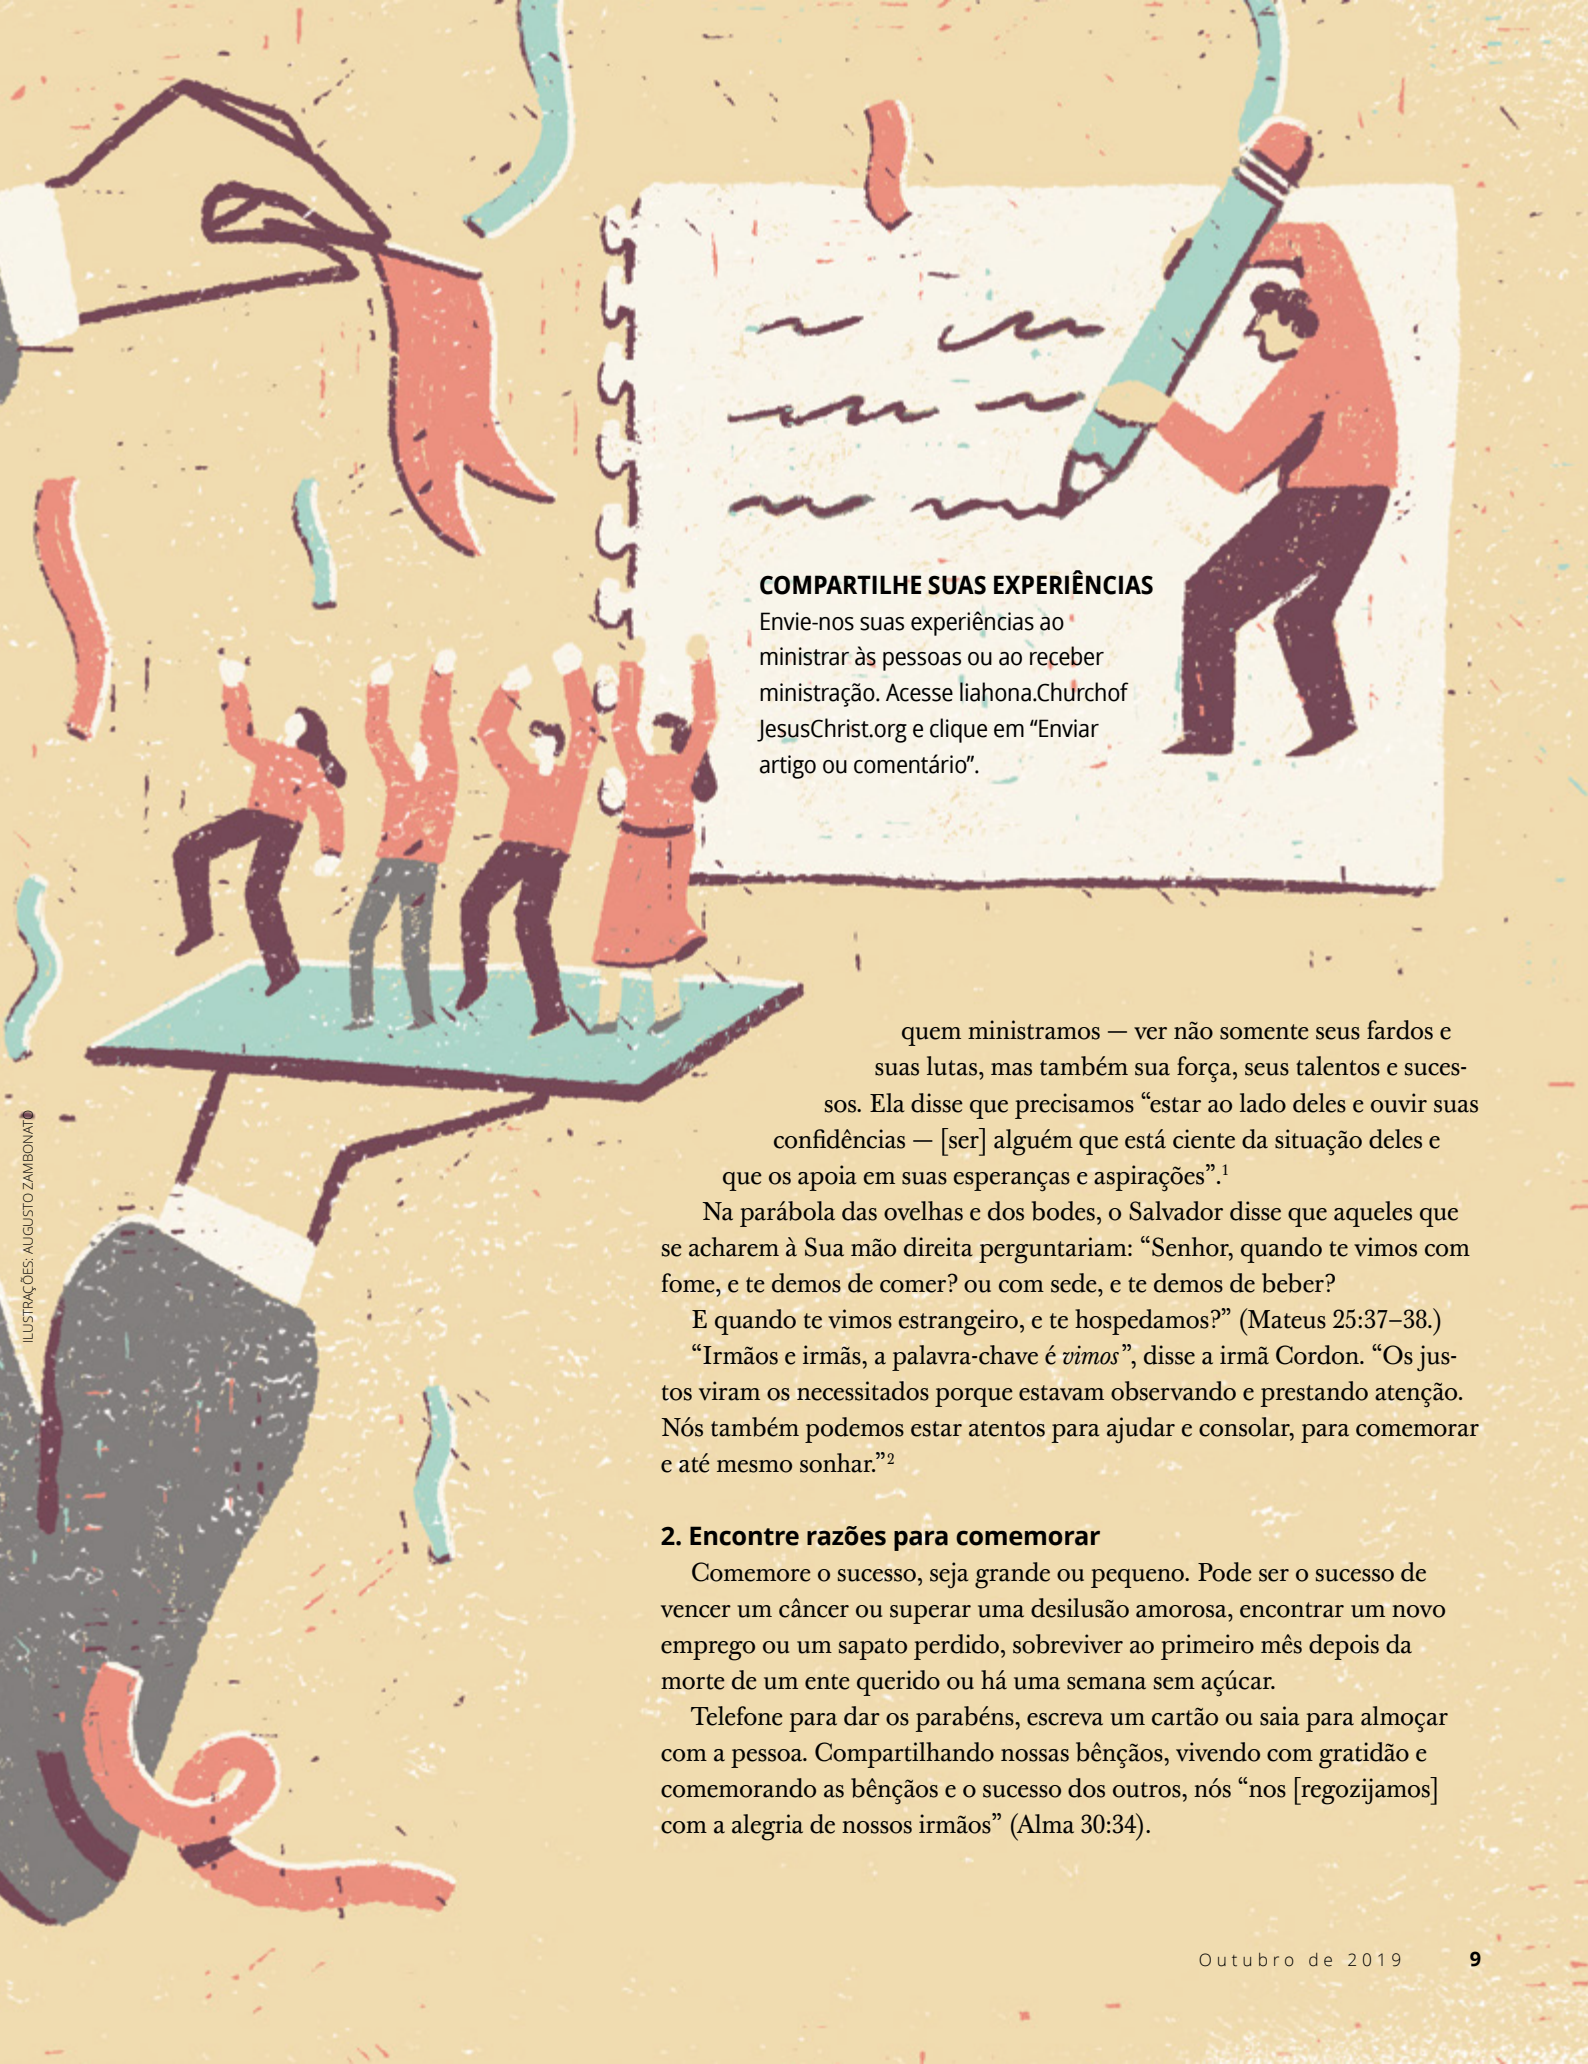 COMPARTILHE SUAS EXPERIÊNCIAS
Envie-nos suas experiências ao
ministrar às pessoas ou ao receber
ministração. Acesse liahona.Churchof
JesusChrist.org e clique em “Enviar
artigo ou comentário”.
quem ministramos — ver não somente seus fardos e
suas lutas, mas também sua força, seus talentos e suces-
sos. Ela disse que precisamos “estar ao lado deles e ouvir suas
confidências — [ser] alguém que está ciente da situação deles e
que os apoia em suas esperanças e aspirações”.¹
Na parábola das ovelhas e dos bodes, o Salvador disse que aqueles que
se acharem à Sua mão direita perguntariam: “Senhor, quando te vimos com
fome, e te demos de comer? ou com sede, e te demos de beber?
E quando te vimos estrangeiro, e te hospedamos?” (Mateus 25:37–38.)
“Irmãos e irmãs, a palavra-chave é vimos”, disse a irmã Cordon. “Os jus-
tos viram os necessitados porque estavam observando e prestando atenção.
Nós também podemos estar atentos para ajudar e consolar, para comemorar
e até mesmo sonhar.”²
2. Encontre razões para comemorar
Comemore o sucesso, seja grande ou pequeno. Pode ser o sucesso de
vencer um câncer ou superar uma desilusão amorosa, encontrar um novo
emprego ou um sapato perdido, sobreviver ao primeiro mês depois da
morte de um ente querido ou há uma semana sem açúcar.
Telefone para dar os parabéns, escreva um cartão ou saia para almoçar
com a pessoa. Compartilhando nossas bênçãos, vivendo com gratidão e
comemorando as bênçãos e o sucesso dos outros, nós “nos [regozijamos]
com a alegria de nossos irmãos” (Alma 30:34).
ILUSTRAÇÕES: AUGUSTO ZAMBONATO
Outubro de 2019 9